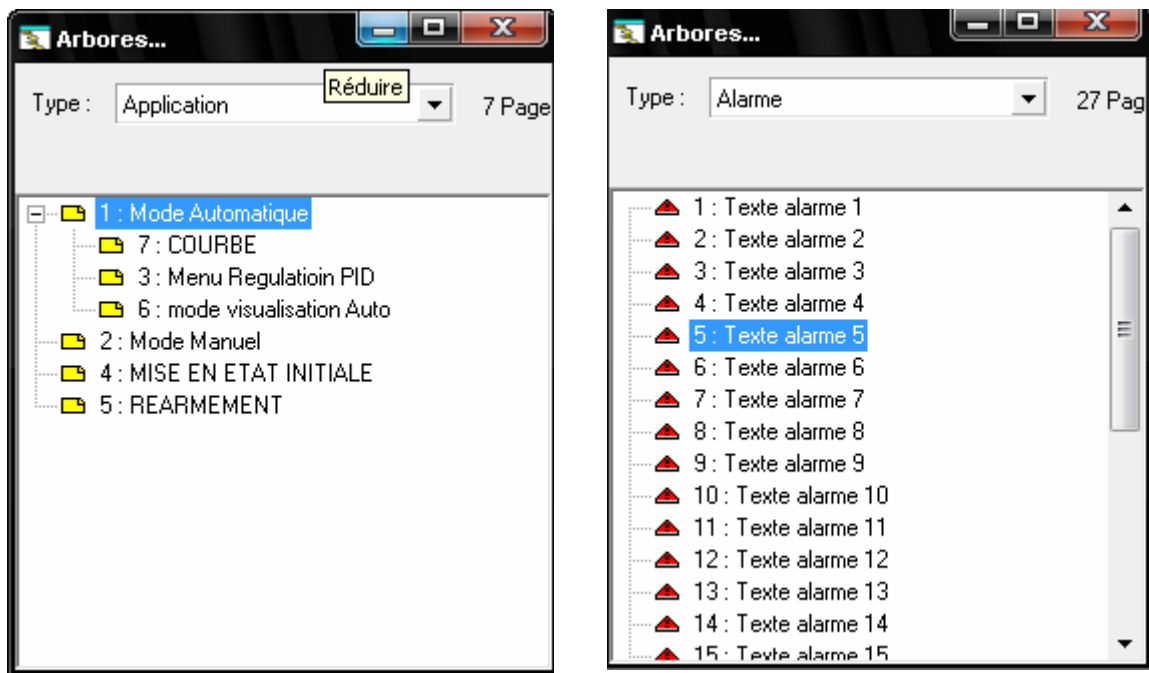 Arbores...
Réduire
Type : Application 7 Page
1 : Mode Automatique
7 : COURBE
3 : Menu Regulatioin PID
6 : mode visualisation Auto
2 : Mode Manuel
4 : MISE EN ETAT INITIALE
5 : REARMEMENT
Arbores...
Type : Alarme 27 Pag
1 : Texte alarme 1
2 : Texte alarme 2
3 : Texte alarme 3
4 : Texte alarme 4
5 : Texte alarme 5
6 : Texte alarme 6
7 : Texte alarme 7
8 : Texte alarme 8
9 : Texte alarme 9
10 : Texte alarme 10
11 : Texte alarme 11
12 : Texte alarme 12
13 : Texte alarme 13
14 : Texte alarme 14
15 : Texte alarme 15